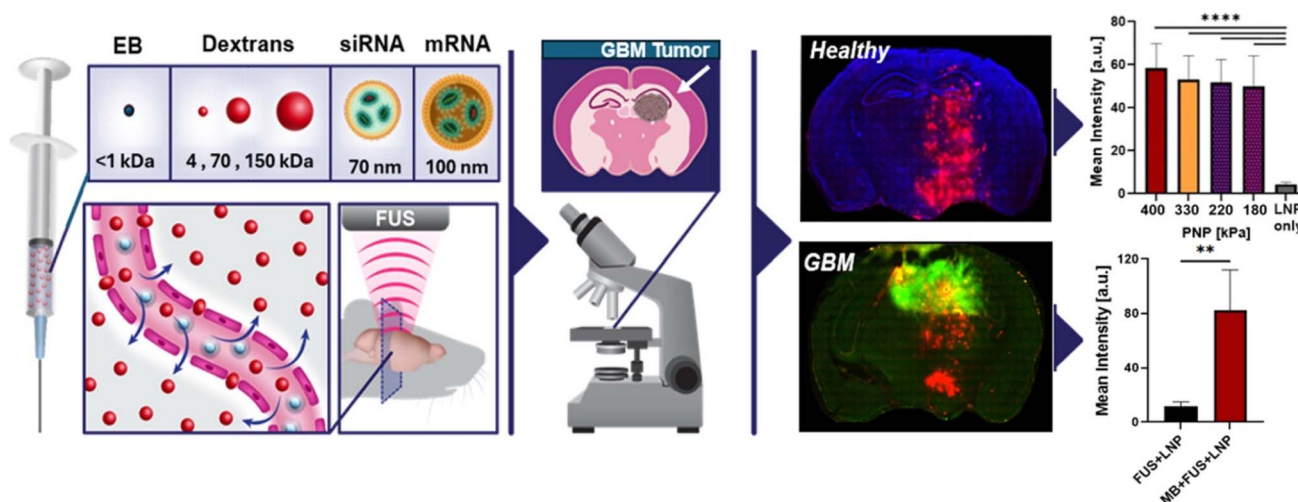 EB
Dextrans
siRNA
mRNA
<1 kDa
4 , 70 , 150 kDa
70 nm
100 nm
FUS
GBM Tumor
Healthy
GBM
****
Mean Intensity [a.u.]
80
60
40
20
0
400
330
220
180
LNP
only
PNP [kPa]
**
Mean Intensity [a.u.]
120
80
40
0
FUS+LNP
MB+FUS+LNP